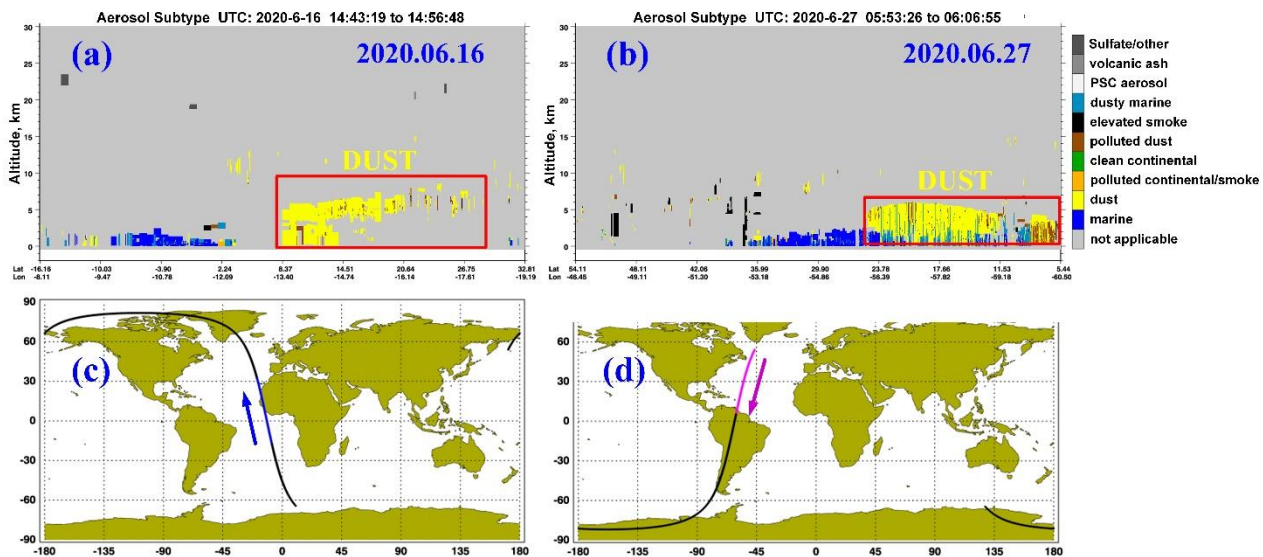 Aerosol Subtype UTC: 2020-6-16 14:43:19 to 14:56:48
(a)
2020.06.16
DUST
Altitude, km
30
25
20
15
10
5
0
Lat -16.16 -10.03 -3.90 2.24 8.37 14.51 20.64 26.75 32.81
Lon -8.11 -9.47 -10.78 -12.09 -13.40 -14.74 -16.14 -17.61 -19.19
Aerosol Subtype UTC: 2020-6-27 05:53:26 to 06:06:55
(b)
2020.06.27
DUST
Altitude, km
30
25
20
15
10
5
0
Lat 54.11 48.11 42.06 35.99 29.90 23.78 17.66 11.53 5.44
Lon -46.45 -48.11 -51.30 -53.18 -54.86 -56.39 -57.82 -59.18 -60.50
Sulfate/other
volcanic ash
PSC aerosol
dusty marine
elevated smoke
polluted dust
clean continental
polluted continental/smoke
dust
marine
not applicable
(c)
90
60
30
0
-30
-60
-90
-180 -135 -90 -45 0 45 90 135 180
(d)
60
30
0
-30
-60
-90
-180 -135 -90 -45 0 45 90 135 180